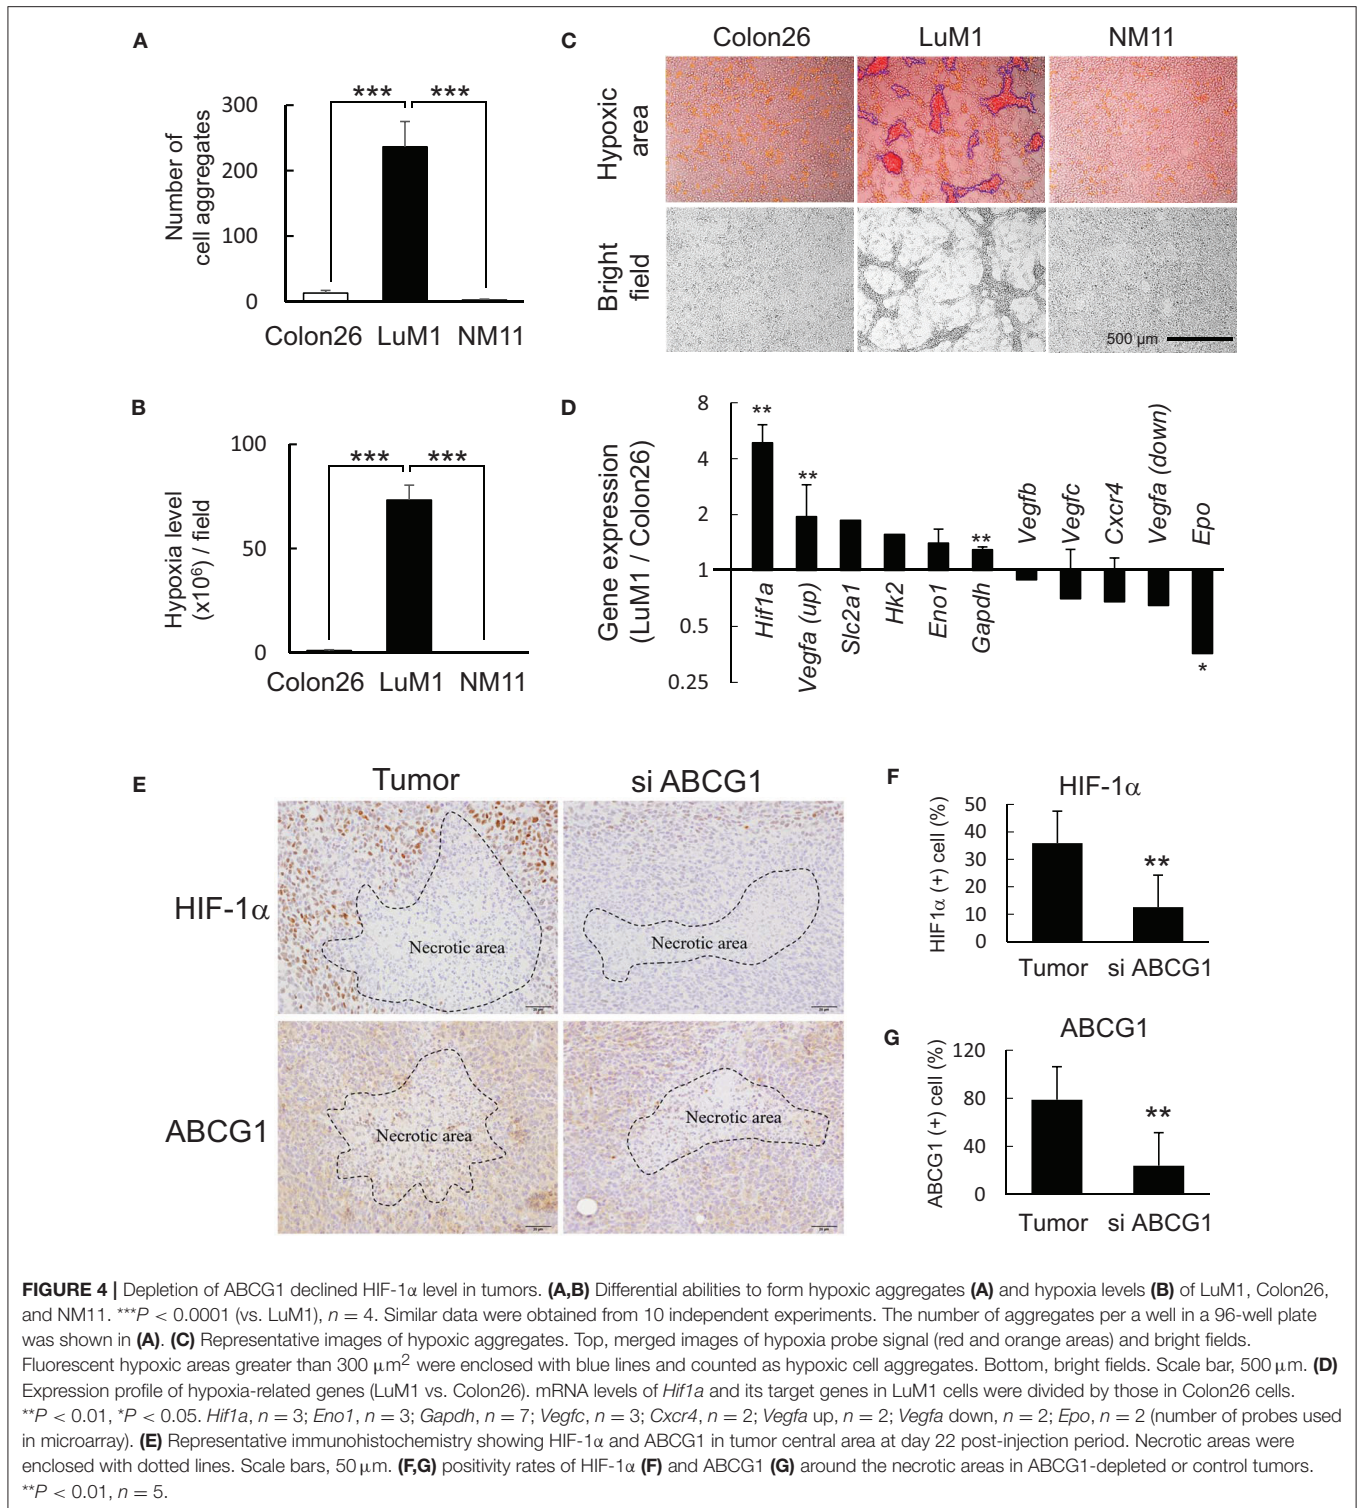 A
Number of
cell aggregates
300
200
100
0
***
***
Colon26
LuM1
NM11
C
Colon26
LuM1
NM11
Hypoxic
area
Bright
field
500 µm
B
Hypoxia level
(x10⁶) / field
100
50
0
***
***
Colon26
LuM1
NM11
D
Gene expression
(LuM1 / Colon26)
8
4
2
1
0.5
0.25
**
**
**
*
Hif1a
Vegfa (up)
Slc2a1
Hk2
Eno1
Gapdh
Vegfb
Vegfc
Cxcr4
Vegfa (down)
Epo
E
Tumor
si ABCG1
HIF-1α
Necrotic area
Necrotic area
ABCG1
Necrotic area
Necrotic area
F
HIF-1α
HIF1α (+) cell (%)
50
40
30
20
10
0
**
Tumor
si ABCG1
G
ABCG1
ABCG1 (+) cell (%)
120
80
40
0
**
Tumor
si ABCG1
FIGURE 4 | Depletion of ABCG1 declined HIF-1α level in tumors. (A,B) Differential abilities to form hypoxic aggregates (A) and hypoxia levels (B) of LuM1, Colon26,
and NM11. ***P < 0.0001 (vs. LuM1), n = 4. Similar data were obtained from 10 independent experiments. The number of aggregates per a well in a 96-well plate
was shown in (A). (C) Representative images of hypoxic aggregates. Top, merged images of hypoxia probe signal (red and orange areas) and bright fields.
Fluorescent hypoxic areas greater than 300 µm² were enclosed with blue lines and counted as hypoxic cell aggregates. Bottom, bright fields. Scale bar, 500 µm. (D)
Expression profile of hypoxia-related genes (LuM1 vs. Colon26). mRNA levels of Hif1a and its target genes in LuM1 cells were divided by those in Colon26 cells.
**P < 0.01, *P < 0.05. Hif1a, n = 3; Eno1, n = 3; Gapdh, n = 7; Vegfc, n = 3; Cxcr4, n = 2; Vegfa up, n = 2; Vegfa down, n = 2; Epo, n = 2 (number of probes used
in microarray). (E) Representative immunohistochemistry showing HIF-1α and ABCG1 in tumor central area at day 22 post-injection period. Necrotic areas were
enclosed with dotted lines. Scale bars, 50 µm. (F,G) positivity rates of HIF-1α (F) and ABCG1 (G) around the necrotic areas in ABCG1-depleted or control tumors.
**P < 0.01, n = 5.